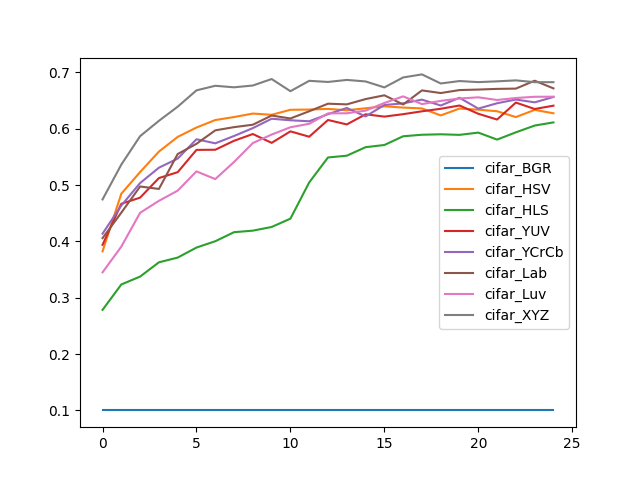 0.7
0.6
0.5
0.4
0.3
0.2
0.1
0 5 10 15 20 25
cifar_BGR
cifar_HSV
cifar_HLS
cifar_YUV
cifar_YCrCb
cifar_Lab
cifar_Luv
cifar_XYZ